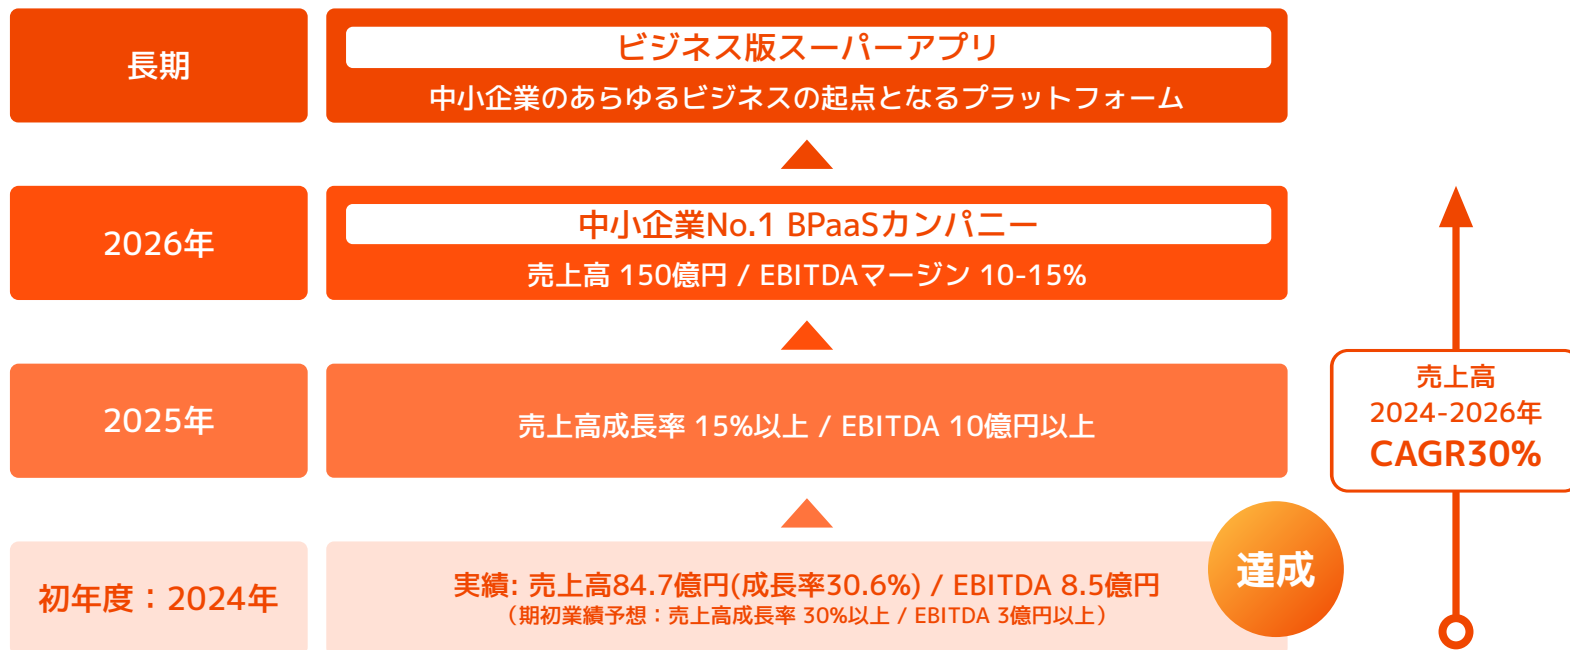 長期
ビジネス版スーパーアプリ
中小企業のあらゆるビジネスの起点となるプラットフォーム
2026年
中小企業No.1 BPaaSカンパニー
売上高 150億円 / EBITDAマージン 10-15%
2025年
売上高成長率 15%以上 / EBITDA 10億円以上
売上高
2024-2026年
CAGR30%
初年度：2024年
実績: 売上高84.7億円(成長率30.6%) / EBITDA 8.5億円
（期初業績予想：売上高成長率 30%以上 / EBITDA 3億円以上）
達成